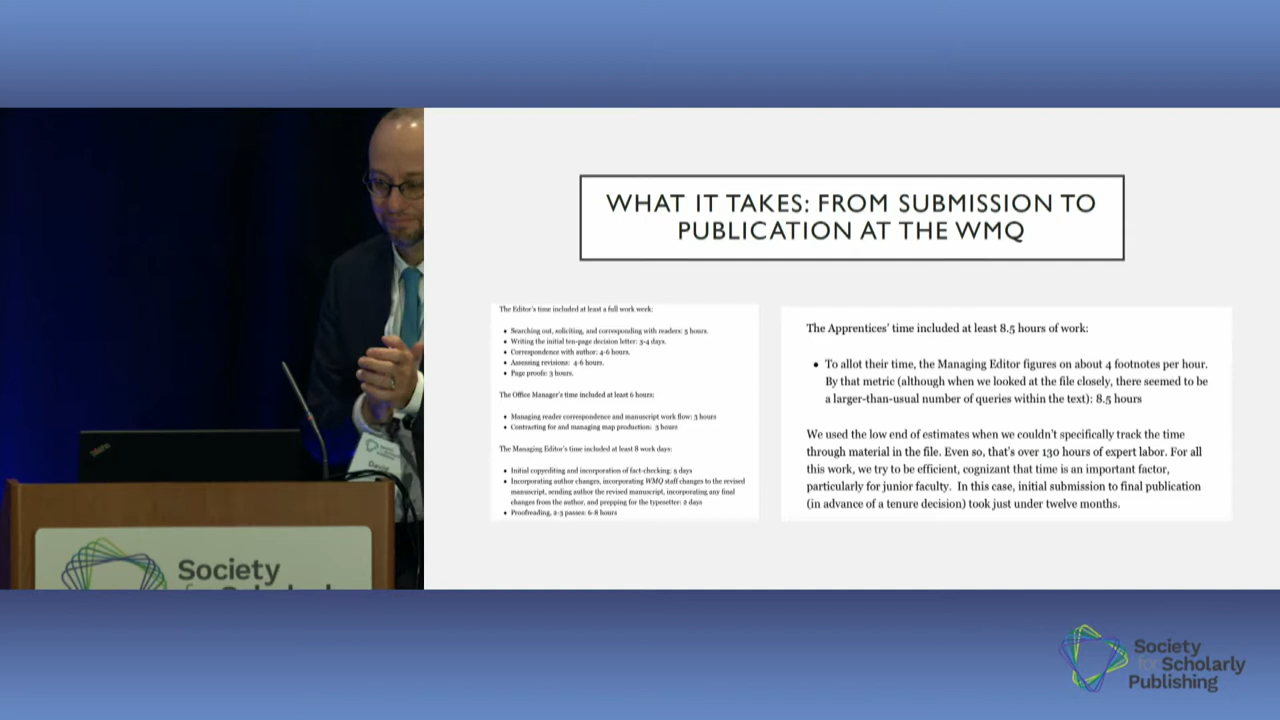 WHAT IT TAKES: FROM SUBMISSION TO
PUBLICATION AT THE WMQ
The Editor's time included at least a full work week:
• Searching out, soliciting, and corresponding with readers: 5 hours.
• Writing the initial ten-page decision letter: 3-4 days.
• Correspondence with author: 4-6 hours.
• Assessing revisions: 4-6 hours.
• Page proofs: 3 hours.
The Office Manager's time included at least 6 hours:
• Managing reader correspondence and manuscript work flow: 3 hours
• Contracting for and managing map production: 3 hours
The Managing Editor's time included at least 8 work days:
• Initial copyediting and incorporation of fact-checking: 5 days
• Incorporating author changes, incorporating WMQ staff changes to the revised
manuscript, sending author the revised manuscript, incorporating any final
changes from the author, and prepping for the typesetter: 2 days
• Proofreading, 2-3 passes: 6-8 hours
The Apprentices' time included at least 8.5 hours of work:
• To allot their time, the Managing Editor figures on about 4 footnotes per hour.
By that metric (although when we looked at the file closely, there seemed to be
a larger-than-usual number of queries within the text): 8.5 hours
We used the low end of estimates when we couldn't specifically track the time
through material in the file. Even so, that's over 130 hours of expert labor. For all
this work, we try to be efficient, cognizant that time is an important factor,
particularly for junior faculty. In this case, initial submission to final publication
(in advance of a tenure decision) took just under twelve months.
David
Society
Society
for Scholarly
Publishing